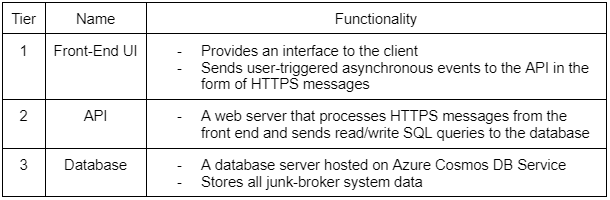 Tier Name Functionality
1 Front-End UI - Provides an interface to the client
- Sends user-triggered asynchronous events to the API in the
form of HTTPS messages
2 API - A web server that processes HTTPS messages from the
front end and sends read/write SQL queries to the database
3 Database - A database server hosted on Azure Cosmos DB Service
- Stores all junk-broker system data